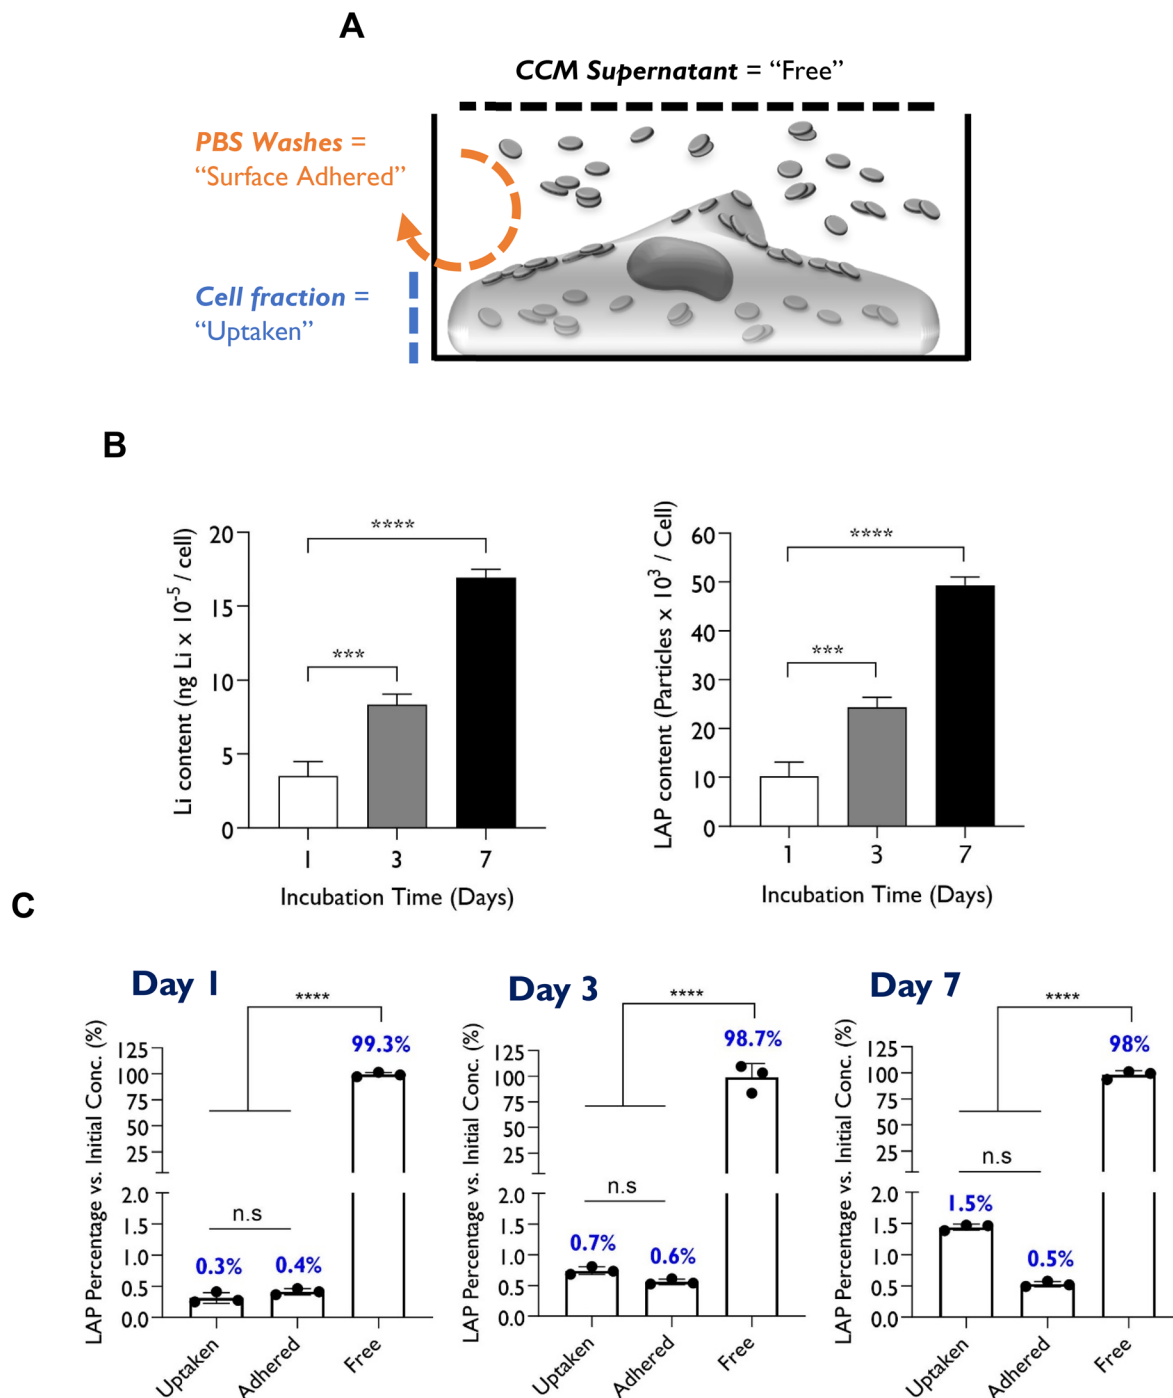 A
CCM Supernatant = “Free”
PBS Washes =
“Surface Adhered”
Cell fraction =
“Uptaken”
B
Li content (ng Li x 10⁻⁵ / cell)
20
15
10
5
0
****
***
1 3 7
Incubation Time (Days)
LAP content (Particles x 10³ / Cell)
60
50
40
30
20
10
0
****
***
1 3 7
Incubation Time (Days)
C
Day 1
LAP Percentage vs. Initial Conc. (%)
125
100
75
50
25
2.0
1.5
1.0
0.5
0.0
****
99.3%
n.s
0.3%
0.4%
Uptaken
Adhered
Free
Day 3
LAP Percentage vs. Initial Conc. (%)
125
100
75
50
25
2.0
1.5
1.0
0.5
0.0
****
98.7%
n.s
0.7%
0.6%
Uptaken
Adhered
Free
Day 7
LAP Percentage vs. Initial Conc. (%)
125
100
75
50
25
2.0
1.5
1.0
0.5
0.0
****
98%
n.s
1.5%
0.5%
Uptaken
Adhered
Free